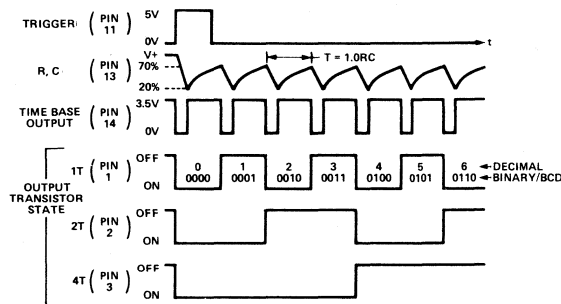 TRIGGER ( PIN 11 ) 5V 0V t
R, C ( PIN 13 ) V+ 70% 20% T = 1.0RC
TIME BASE OUTPUT ( PIN 14 ) 3.5V 0V
OUTPUT TRANSISTOR STATE
1T ( PIN 1 ) OFF ON
0 1 2 3 4 5 6 DECIMAL
0000 0001 0010 0011 0100 0101 0110 BINARY/BCD
2T ( PIN 2 ) OFF ON
4T ( PIN 3 ) OFF ON